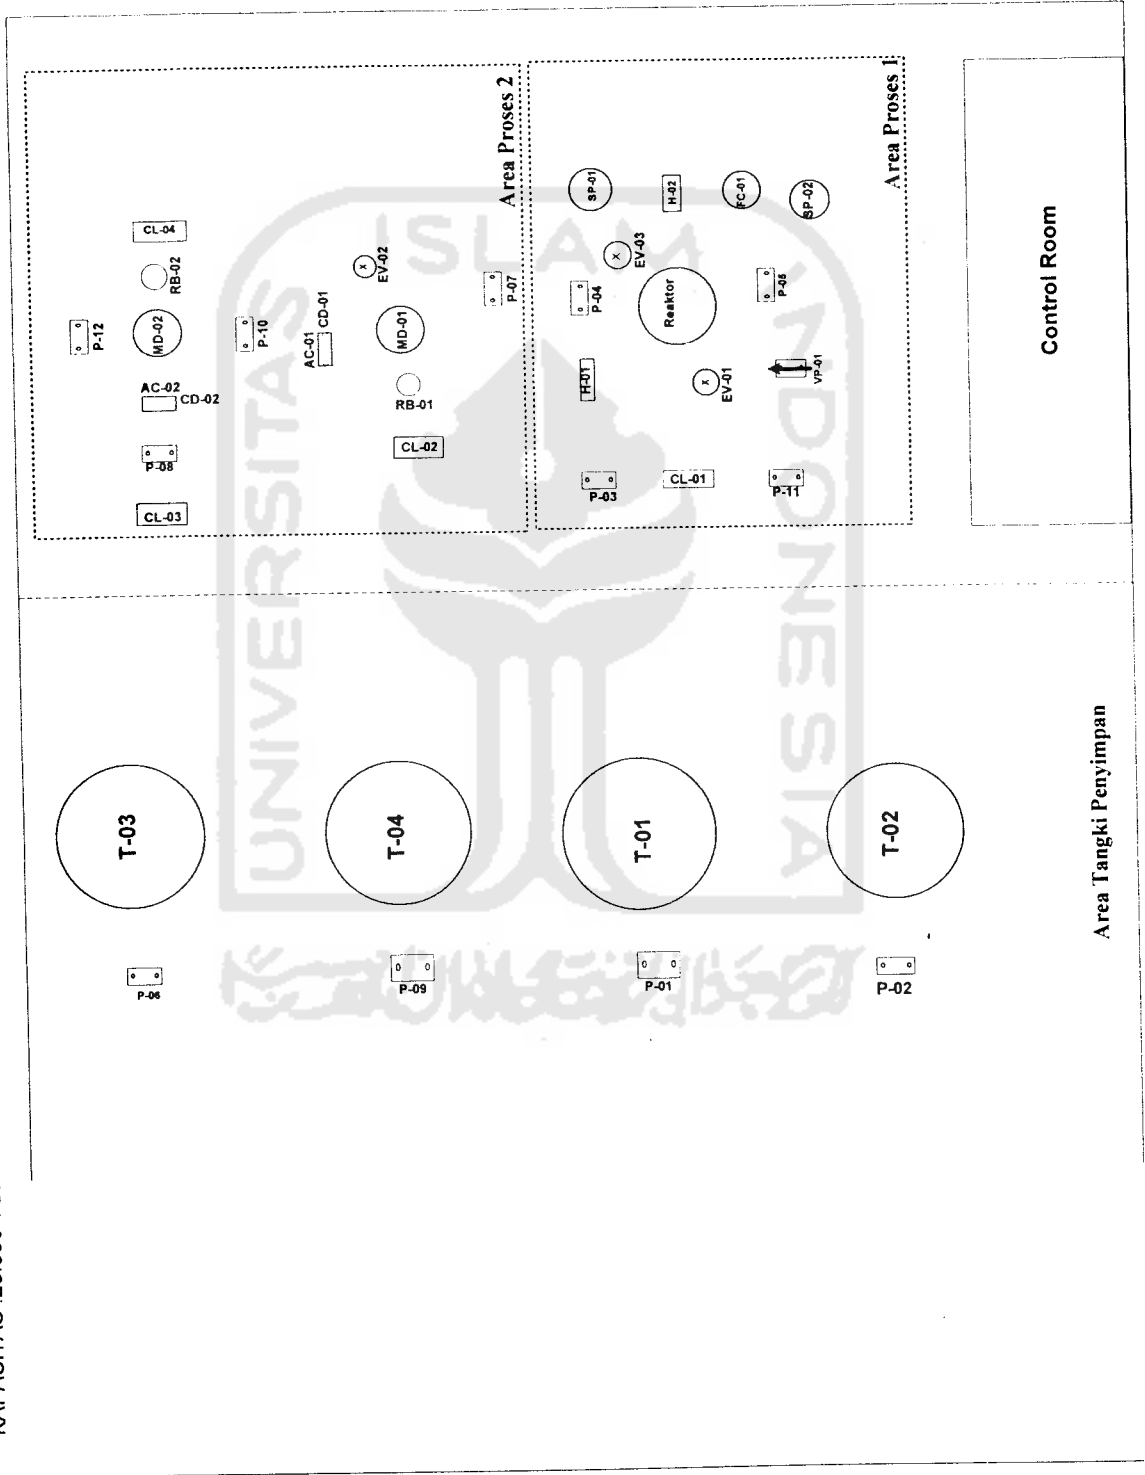 Area Proses 2
CL-04
RB-02
MD-02
P-12
AC-02
CD-02
P-08
CL-03
P-10
AC-01
CD-01
EV-02
MD-01
RB-01
CL-02
P-07
Area Proses 1
SP-01
H-02
FC-01
SP-02
EV-03
P-04
Reaktor
P-05
H-01
EV-01
VP-01
P-03
CL-01
P-11
Control Room
T-03
T-04
T-01
T-02
P-06
P-09
P-01
P-02
Area Tangki Penyimpan
UNIVERSITAS
ISLAM
INDONESIA